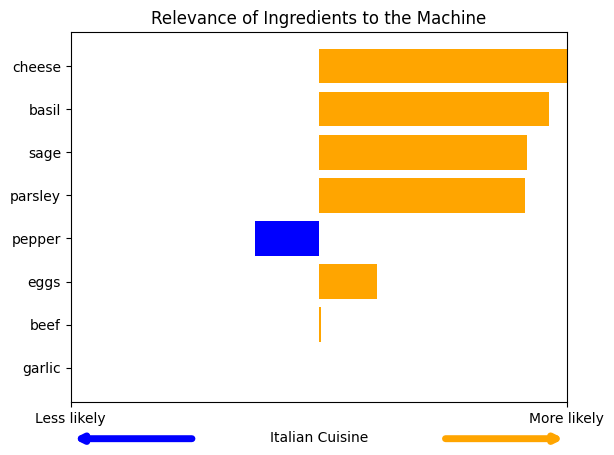 Relevance of Ingredients to the Machine
cheese
basil
sage
parsley
pepper
eggs
beef
garlic
Less likely
More likely
Italian Cuisine